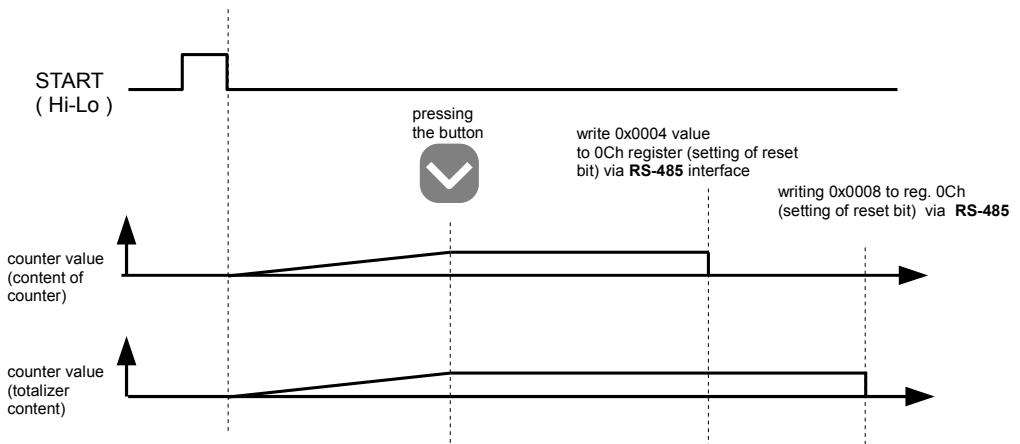 START
( Hi-Lo )
pressing
the button
write 0x0004 value
to 0Ch register (setting of reset
bit) via RS-485 interface
writing 0x0008 to reg. 0Ch
(setting of reset bit) via RS-485
counter value
(content of
counter)
counter value
(totalizer
content)